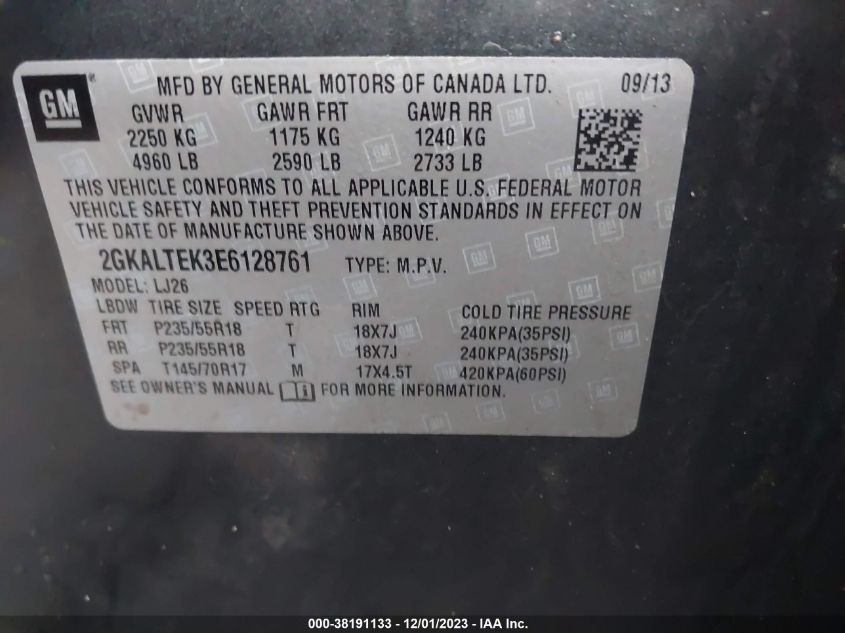 GM ® MFD BY GENERAL MOTORS OF CANADA LTD. 09/13
GVWR GAWR FRT GAWR RR
2250 KG 1175 KG 1240 KG
4960 LB 2590 LB 2733 LB
THIS VEHICLE CONFORMS TO ALL APPLICABLE U.S. FEDERAL MOTOR
VEHICLE SAFETY AND THEFT PREVENTION STANDARDS IN EFFECT ON
THE DATE OF MANUFACTURE SHOWN ABOVE.
2GKALTEK3E6128761 TYPE: M.P.V.
MODEL: LJ26
LBDW TIRE SIZE SPEED RTG RIM COLD TIRE PRESSURE
FRT P235/55R18 T 18X7J 240KPA(35PSI)
RR P235/55R18 T 18X7J 240KPA(35PSI)
SPA T145/70R17 M 17X4.5T 420KPA(60PSI)
SEE OWNER'S MANUAL FOR MORE INFORMATION.
000-38191133 - 12/01/2023 - IAA Inc.